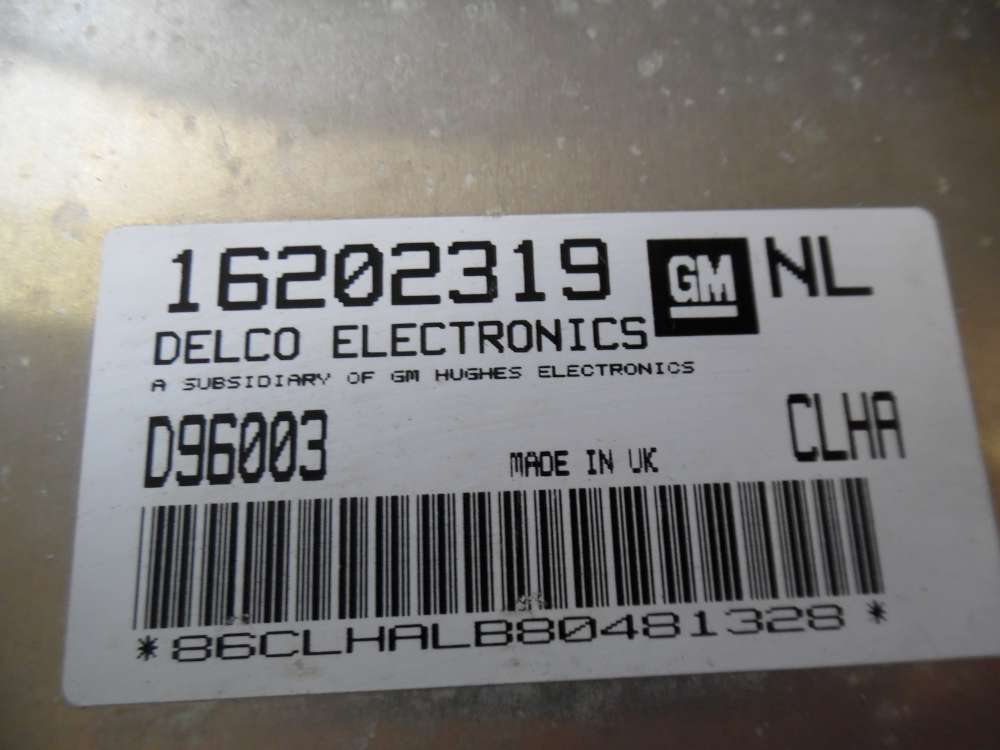 16202319 GM NL
DELCO ELECTRONICS
A SUBSIDIARY OF GM HUGHES ELECTRONICS
D96003 MADE IN UK CLHA
*86CLHALB80481328*